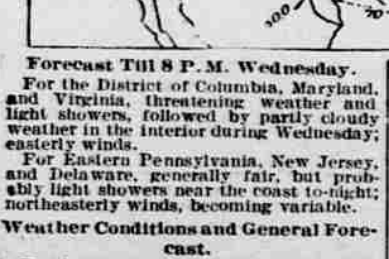 30.0
70
Forecast Till 8 P. M. Wednesday.
For the District of Columbia, Maryland,
and Virginia, threatening weather and
light showers, followed by partly cloudy
weather in the interior during Wednesday;
easterly winds.
For Eastern Pennsylvania, New Jersey,
and Delaware, generally fair, but prob-
ably light showers near the coast to-night;
northeasterly winds, becoming variable.
Weather Conditions and General Fore-
cast.